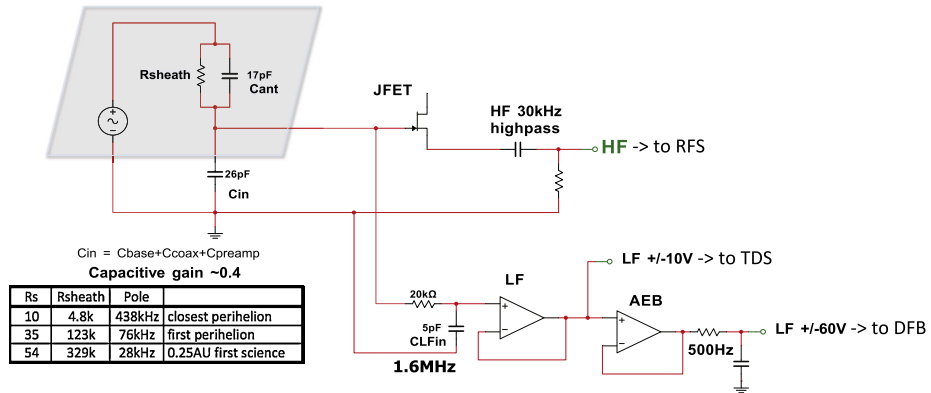 Rsheath
17pF
Cant
JFET
HF 30kHz
highpass
HF -> to RFS
26pF
Cin
Cin = Cbase+Ccoax+Cpreamp
Capacitive gain ~0.4
Rs Rsheath Pole
10 4.8k 438kHz closest perihelion
35 123k 76kHz first perihelion
54 329k 28kHz 0.25AU first science
20kΩ
5pF
CLFin
1.6MHz
LF
LF +/-10V -> to TDS
AEB
500Hz
LF +/-60V -> to DFB